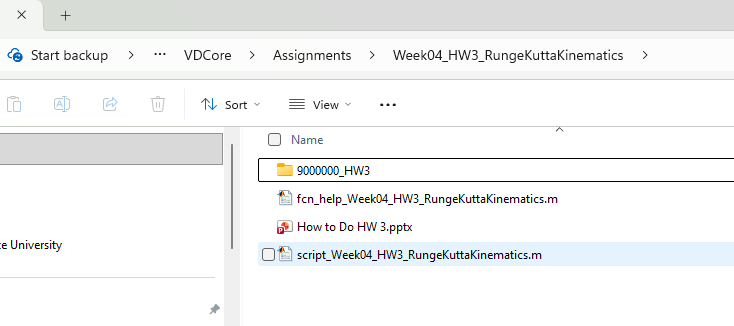 Start backup > ... VDCore > Assignments > Week04_HW3_RungeKuttaKinematics >
Sort View ...
Name
9000000_HW3
fcn_help_Week04_HW3_RungeKuttaKinematics.m
How to Do HW 3.pptx
e University
script_Week04_HW3_RungeKuttaKinematics.m